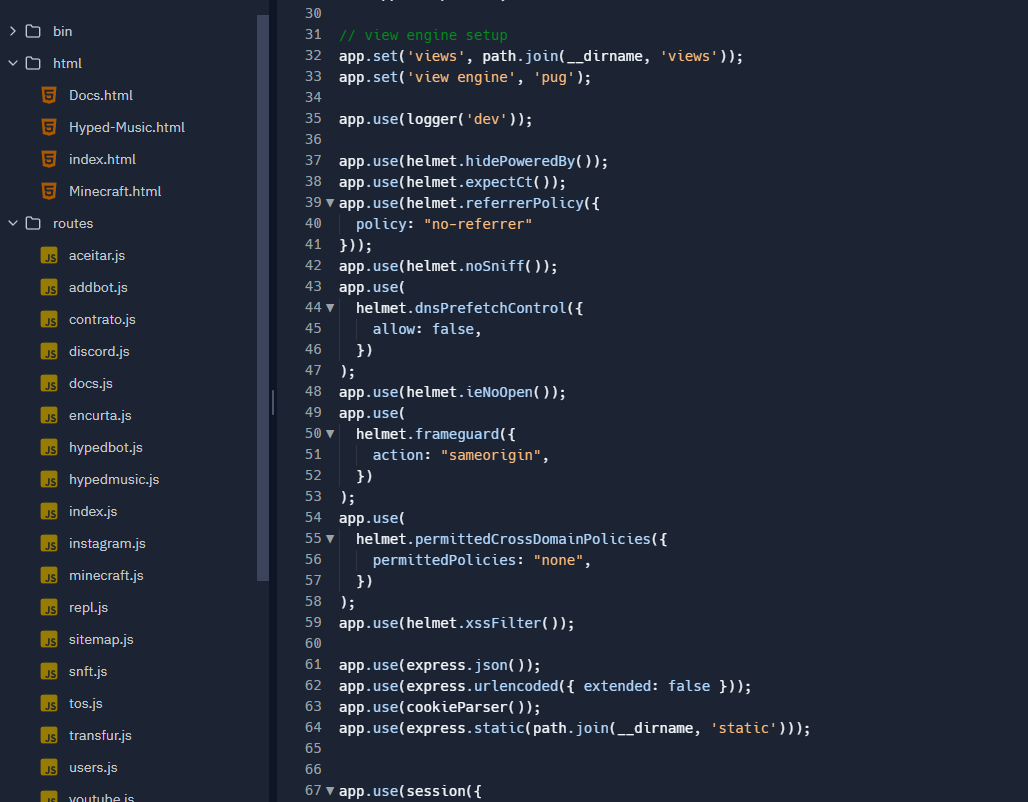 bin
html
Docs.html
Hyped-Music.html
index.html
Minecraft.html
routes
aceitar.js
addbot.js
contrato.js
discord.js
docs.js
encurta.js
hypedbot.js
hypedmusic.js
index.js
instagram.js
minecraft.js
repl.js
sitemap.js
snft.js
tos.js
transfur.js
users.js
youtube.js
30
31 // view engine setup
32 app.set('views', path.join(__dirname, 'views'));
33 app.set('view engine', 'pug');
34
35 app.use(logger('dev'));
36
37 app.use(helmet.hidePoweredBy());
38 app.use(helmet.expectCt());
39 app.use(helmet.referrerPolicy({
40   policy: "no-referrer"
41 }));
42 app.use(helmet.noSniff());
43 app.use(
44   helmet.dnsPrefetchControl({
45     allow: false,
46   })
47 );
48 app.use(helmet.ieNoOpen());
49 app.use(
50   helmet.frameguard({
51     action: "sameorigin",
52   })
53 );
54 app.use(
55   helmet.permittedCrossDomainPolicies({
56     permittedPolicies: "none",
57   })
58 );
59 app.use(helmet.xssFilter());
60
61 app.use(express.json());
62 app.use(express.urlencoded({ extended: false }));
63 app.use(cookieParser());
64 app.use(express.static(path.join(__dirname, 'static')));
65
66
67 app.use(session({